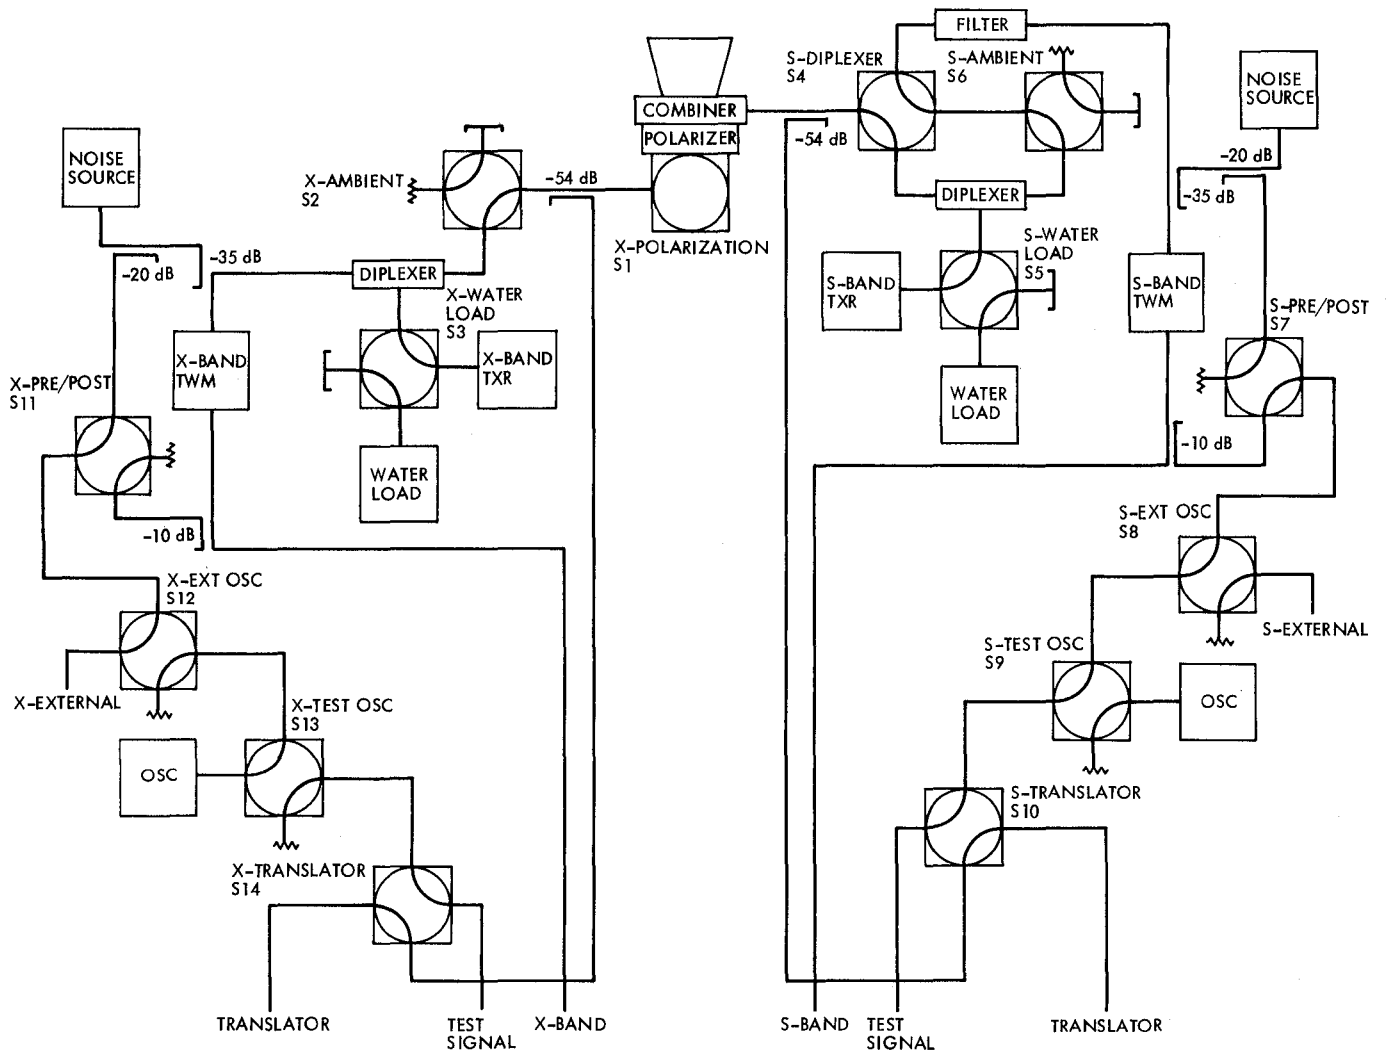 FILTER
S-DIPLEXER
S4
S-AMBIENT
S6
NOISE
SOURCE
COMBINER
POLARIZER
-54 dB
-20 dB
-35 dB
NOISE
SOURCE
X-AMBIENT
S2
-54 dB
DIPLEXER
X-POLARIZATION
S1
S-WATER
LOAD
S5
-35 dB
-20 dB
DIPLEXER
S-BAND
TXR
S-BAND
TWM
X-WATER
LOAD
S3
S-PRE/POST
S7
X-BAND
TWM
X-BAND
TXR
X-PRE/POST
S11
WATER
LOAD
-10 dB
WATER
LOAD
-10 dB
S-EXT OSC
S8
X-EXT OSC
S12
S-EXTERNAL
S-TEST OSC
S9
X-EXTERNAL
X-TEST OSC
S13
OSC
OSC
S-TRANSLATOR
S10
X-TRANSLATOR
S14
TRANSLATOR
TEST
SIGNAL
X-BAND
S-BAND
TEST
SIGNAL
TRANSLATOR